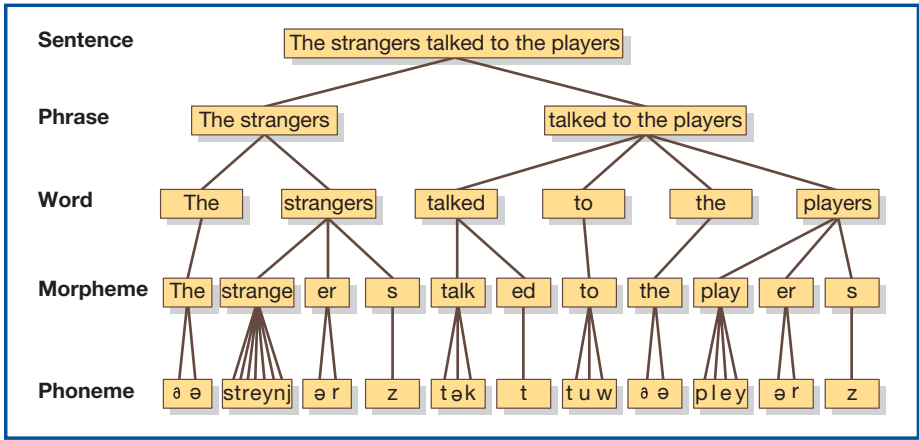 Sentence The strangers talked to the players
Phrase The strangers talked to the players
Word The strangers talked to the players
Morpheme The strange er s talk ed to the play er s
Phoneme ∂ ə streynj ə r z t ə k t t u w ∂ ə p l e y ə r z